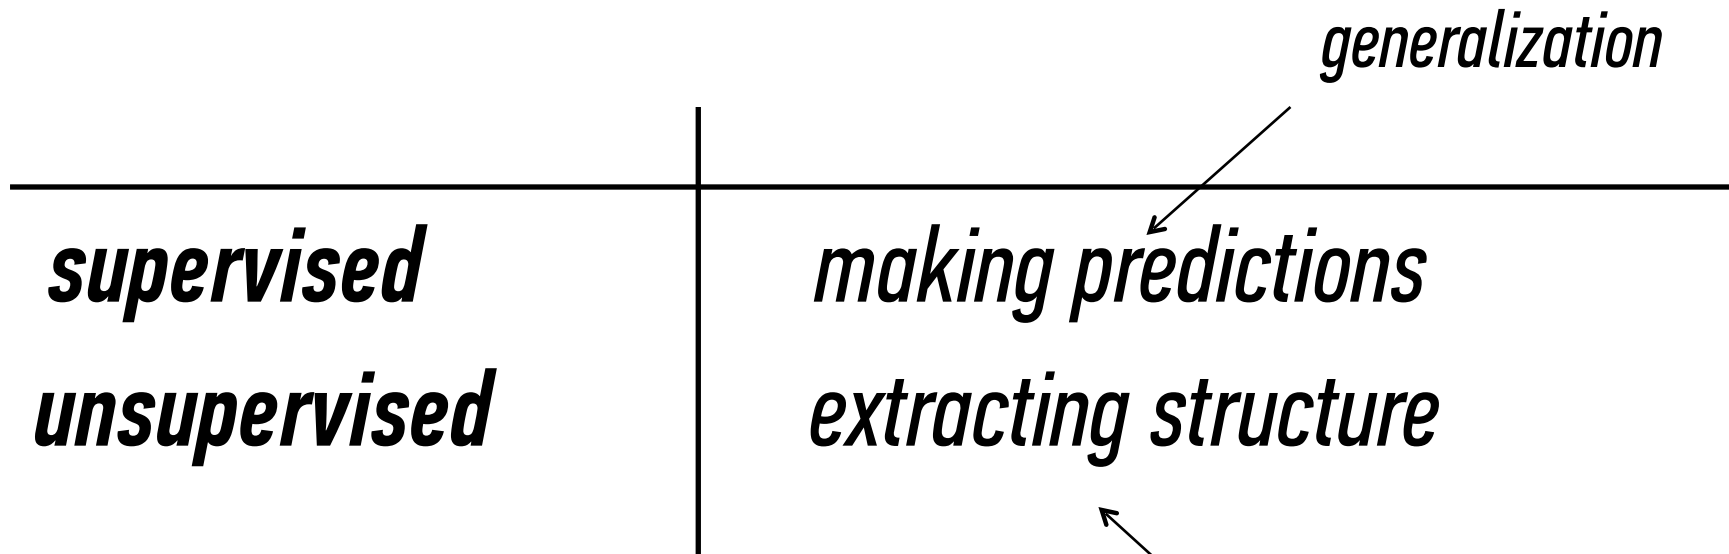 generalization
supervised making predictions
unsupervised extracting structure